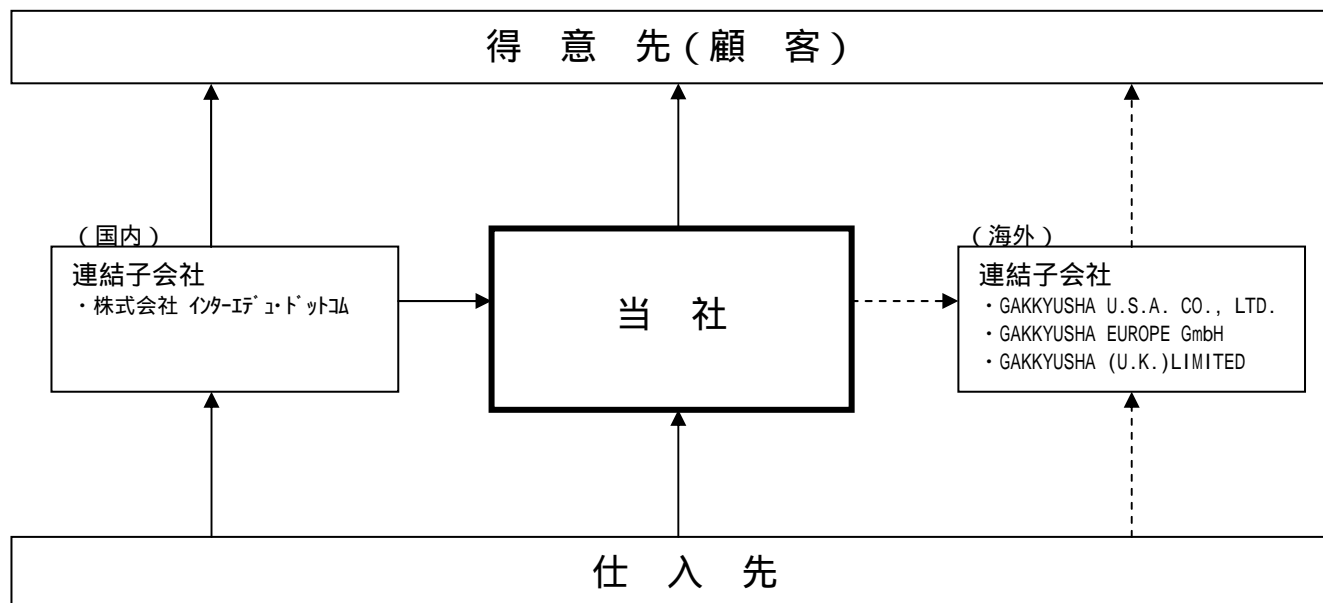 得 意 先(顧 客)
(国内)
連結子会社
・株式会社 ｲﾝﾀｰｴﾃﾞｭ･ﾄﾞｯﾄｺﾑ
当 社
(海外)
連結子会社
・GAKKYUSHA U.S.A. CO., LTD.
・GAKKYUSHA EUROPE GmbH
・GAKKYUSHA (U.K.)LIMITED
仕 入 先